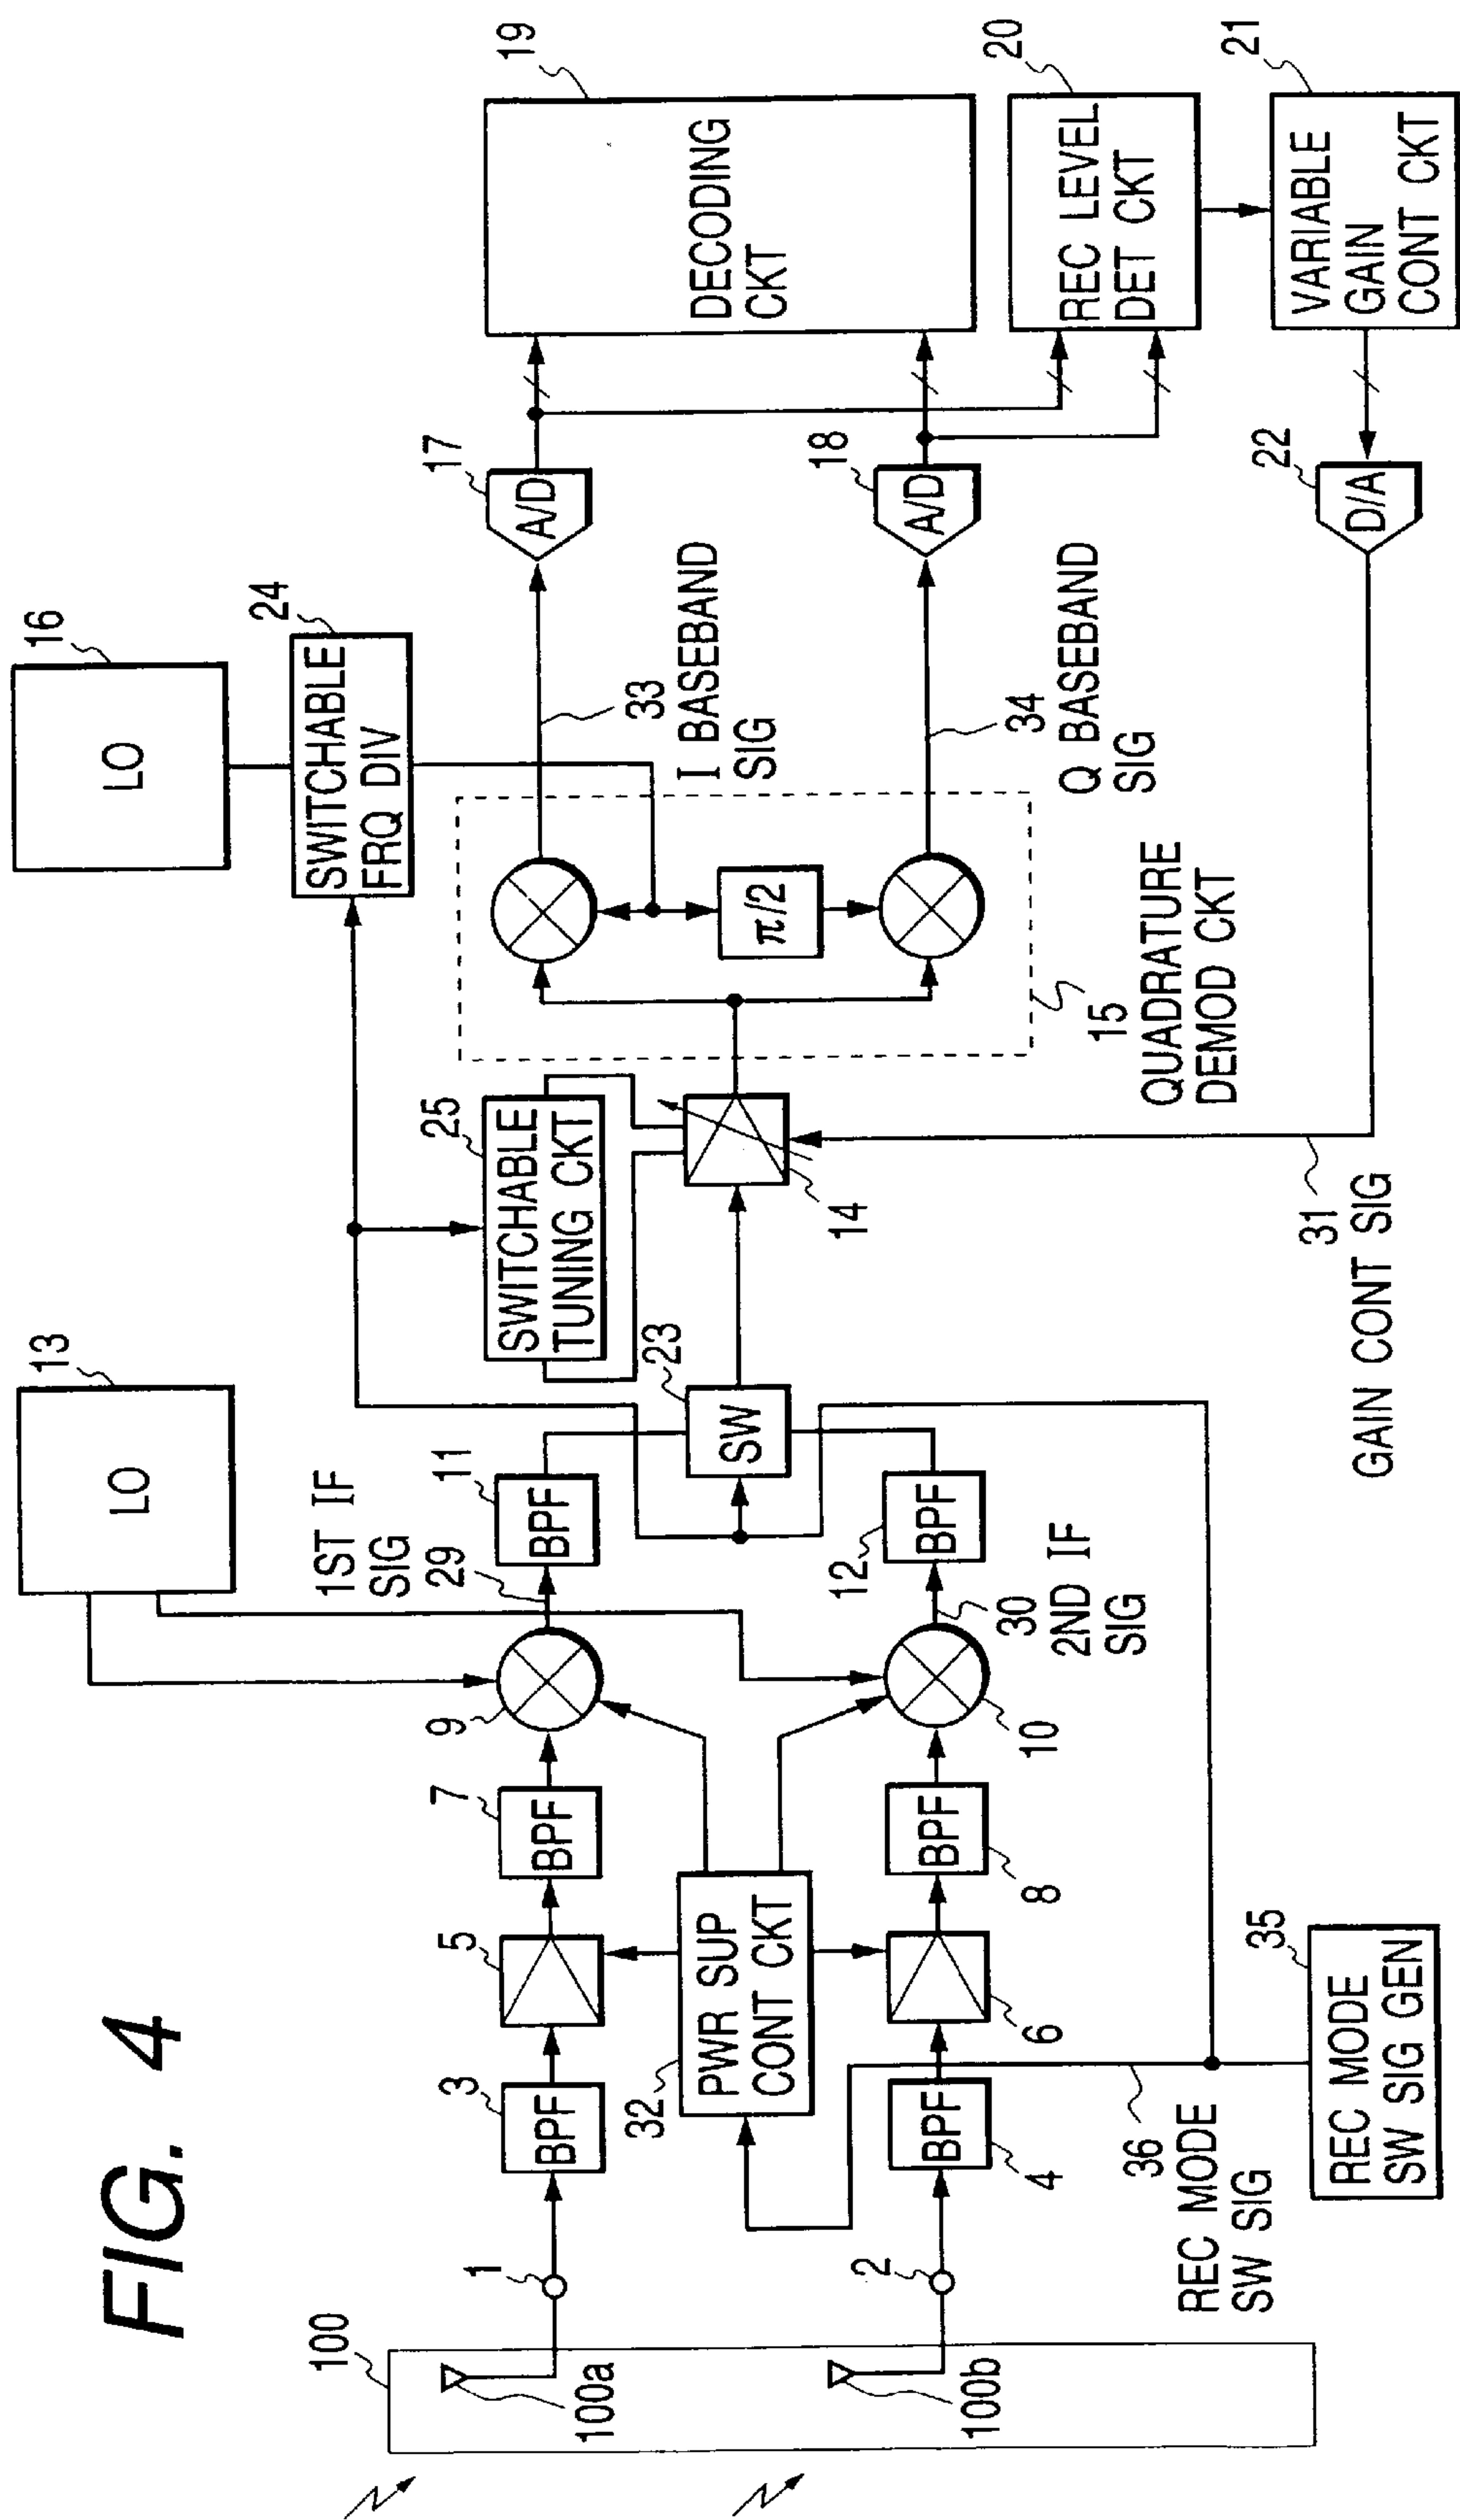 FIG. 4
100
100a
100b
1
2
3
BPF
4
BPF
5
6
32
PWR SUP
CONT CKT
7
BPF
8
BPF
9
10
13
LO
1ST IF
SIG
29
30
2ND IF
SIG
11
BPF
12
BPF
23
SW
25
SWITCHABLE
TUNING CKT
14
31
GAIN CONT SIG
15
QUADRATURE
DEMOD CKT
π/2
16
LO
24
SWITCHABLE
FRQ DIV
33
I BASEBAND
SIG
34
Q BASEBAND
SIG
17
A/D
18
A/D
22
D/A
19
DECODING
CKT
20
REC LEVEL
DET CKT
21
VARIABLE
GAIN
CONT CKT
36
REC MODE
SW SIG
35
REC MODE
SW SIG GEN